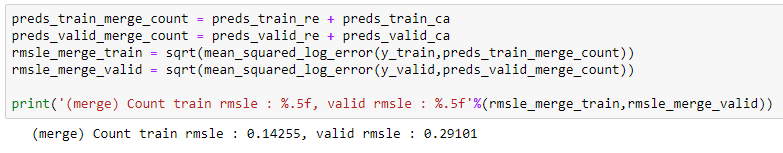 preds_train_merge_count = preds_train_re + preds_train_ca
preds_valid_merge_count = preds_valid_re + preds_valid_ca
rmsle_merge_train = sqrt(mean_squared_log_error(y_train,preds_train_merge_count))
rmsle_merge_valid = sqrt(mean_squared_log_error(y_valid,preds_valid_merge_count))
print('(merge) Count train rmsle : %.5f, valid rmsle : %.5f'%(rmsle_merge_train,rmsle_merge_valid))
(merge) Count train rmsle : 0.14255, valid rmsle : 0.29101